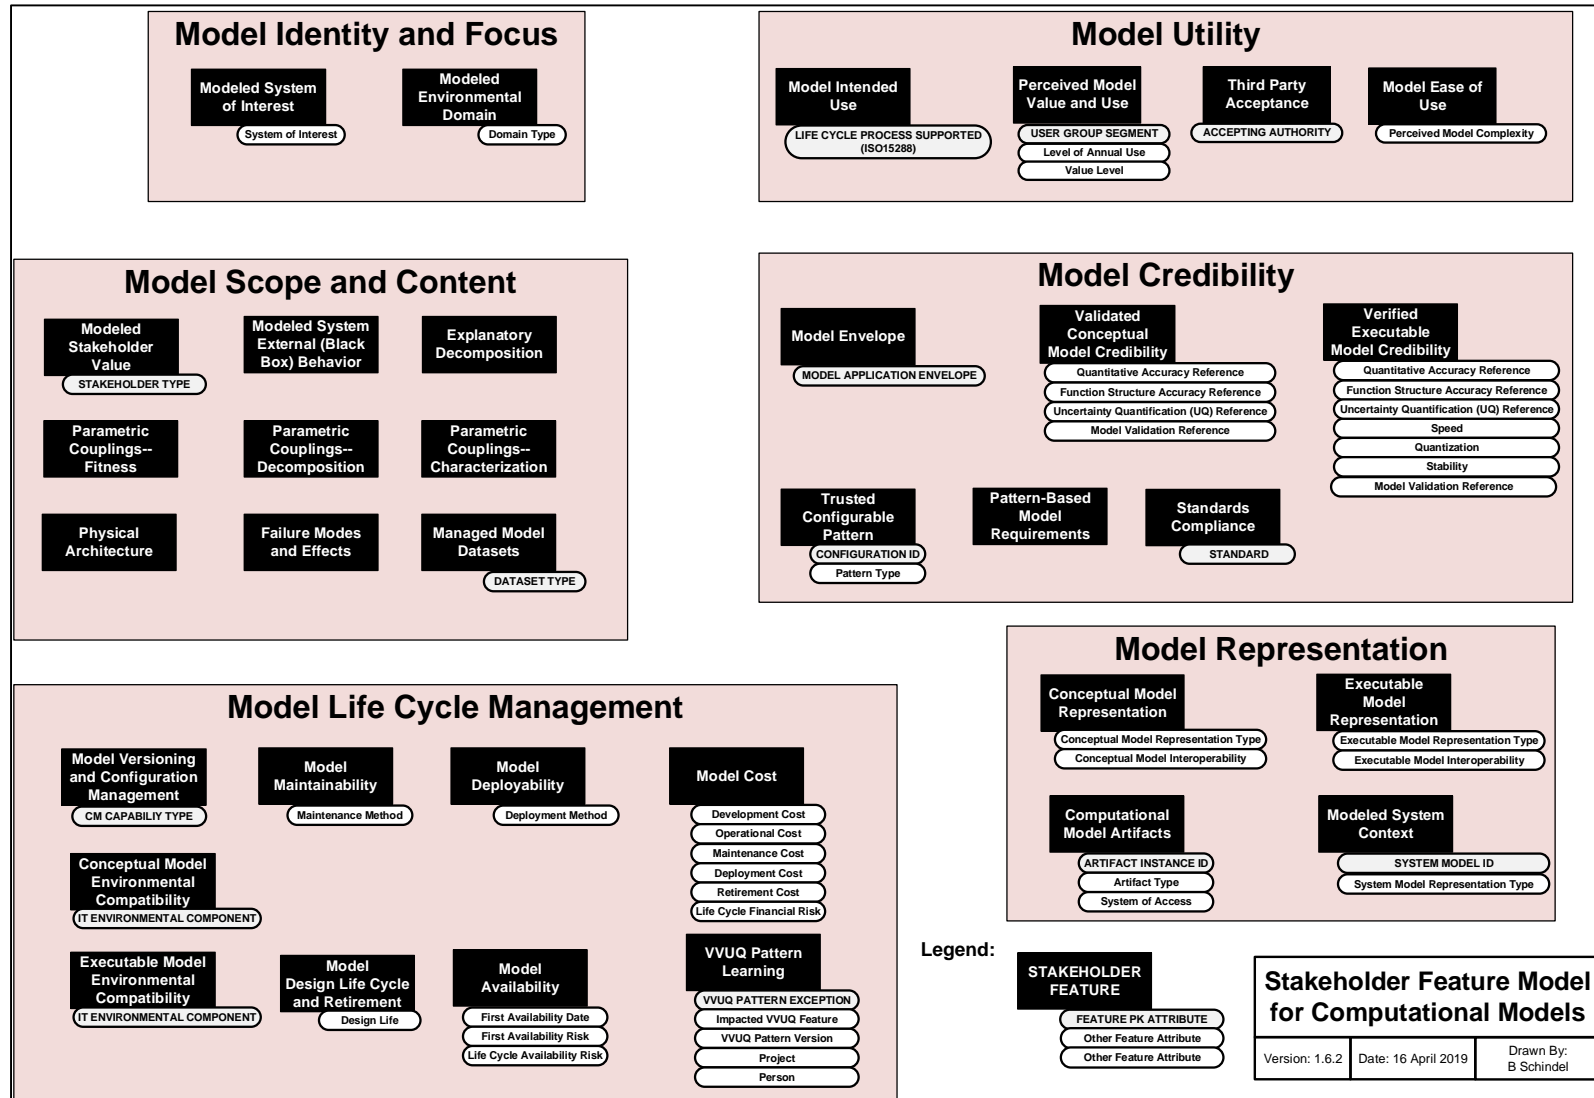 Model Identity and Focus
Modeled System
of Interest
System of Interest
Modeled
Environmental
Domain
Domain Type
Model Utility
Model Intended
Use
LIFE CYCLE PROCESS SUPPORTED
(ISO15288)
Perceived Model
Value and Use
USER GROUP SEGMENT
Level of Annual Use
Value Level
Third Party
Acceptance
ACCEPTING AUTHORITY
Model Ease of
Use
Perceived Model Complexity
Model Scope and Content
Modeled
Stakeholder
Value
STAKEHOLDER TYPE
Modeled System
External (Black
Box) Behavior
Explanatory
Decomposition
Parametric
Couplings--
Fitness
Parametric
Couplings--
Decomposition
Parametric
Couplings--
Characterization
Physical
Architecture
Failure Modes
and Effects
Managed Model
Datasets
DATASET TYPE
Model Credibility
Model Envelope
MODEL APPLICATION ENVELOPE
Validated
Conceptual
Model Credibility
Quantitative Accuracy Reference
Function Structure Accuracy Reference
Uncertainty Quantification (UQ) Reference
Model Validation Reference
Verified
Executable
Model Credibility
Quantitative Accuracy Reference
Function Structure Accuracy Reference
Uncertainty Quantification (UQ) Reference
Speed
Quantization
Stability
Model Validation Reference
Trusted
Configurable
Pattern
CONFIGURATION ID
Pattern Type
Pattern-Based
Model
Requirements
Standards
Compliance
STANDARD
Model Life Cycle Management
Model Versioning
and Configuration
Management
CM CAPABILIY TYPE
Model
Maintainability
Maintenance Method
Model
Deployability
Deployment Method
Model Cost
Development Cost
Operational Cost
Maintenance Cost
Deployment Cost
Retirement Cost
Life Cycle Financial Risk
Conceptual Model
Environmental
Compatibility
IT ENVIRONMENTAL COMPONENT
Executable Model
Environmental
Compatibility
IT ENVIRONMENTAL COMPONENT
Model
Design Life Cycle
and Retirement
Design Life
Model
Availability
First Availability Date
First Availability Risk
Life Cycle Availability Risk
VVUQ Pattern
Learning
VVUQ PATTERN EXCEPTION
Impacted VVUQ Feature
VVUQ Pattern Version
Project
Person
Model Representation
Conceptual Model
Representation
Conceptual Model Representation Type
Conceptual Model Interoperability
Executable
Model
Representation
Executable Model Representation Type
Executable Model Interoperability
Computational
Model Artifacts
ARTIFACT INSTANCE ID
Artifact Type
System of Access
Modeled System
Context
SYSTEM MODEL ID
System Model Representation Type
Legend:
STAKEHOLDER
FEATURE
FEATURE PK ATTRIBUTE
Other Feature Attribute
Other Feature Attribute
Stakeholder Feature Model
for Computational Models
Version: 1.6.2
Date: 16 April 2019
Drawn By:
B Schindel